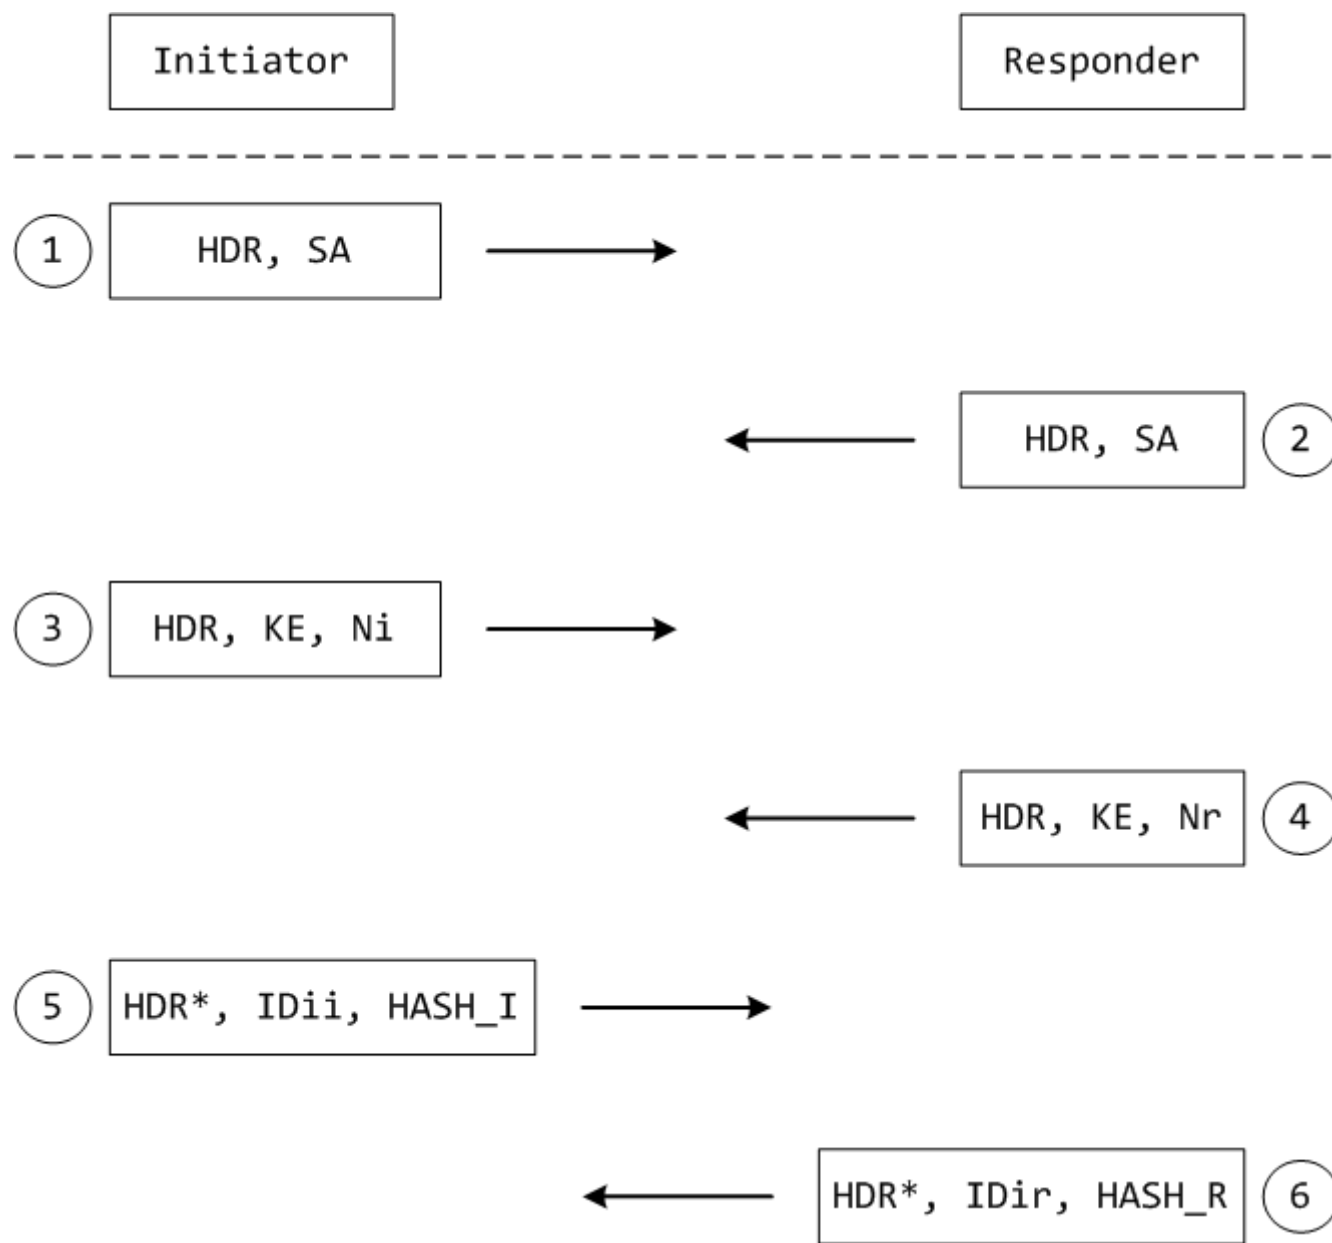 Initiator
Responder
1
HDR, SA
HDR, SA
2
3
HDR, KE, Ni
HDR, KE, Nr
4
5
HDR*, IDii, HASH_I
HDR*, IDir, HASH_R
6